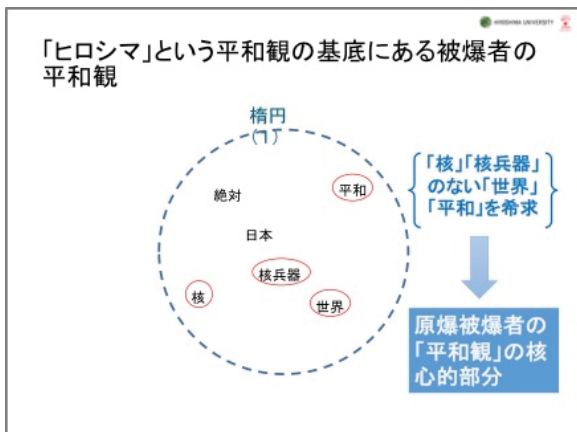 HIROSHIMA UNIVERSITY
「ヒロシマ」という平和観の基底にある被爆者の
平和観
楕円
(1)
平和
絶対
日本
核兵器
核
世界
「核」「核兵器」
のない「世界」
「平和」を希求
原爆被爆者の
「平和観」の核
心的部分